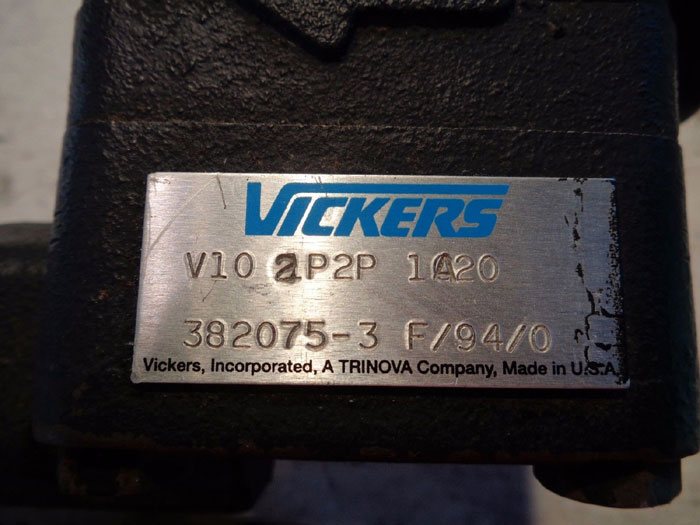 VICKERS
V10 2P2P 1A20
382075-3 F/94/0
Vickers, Incorporated, A TRINOVA Company, Made in U.S.A.